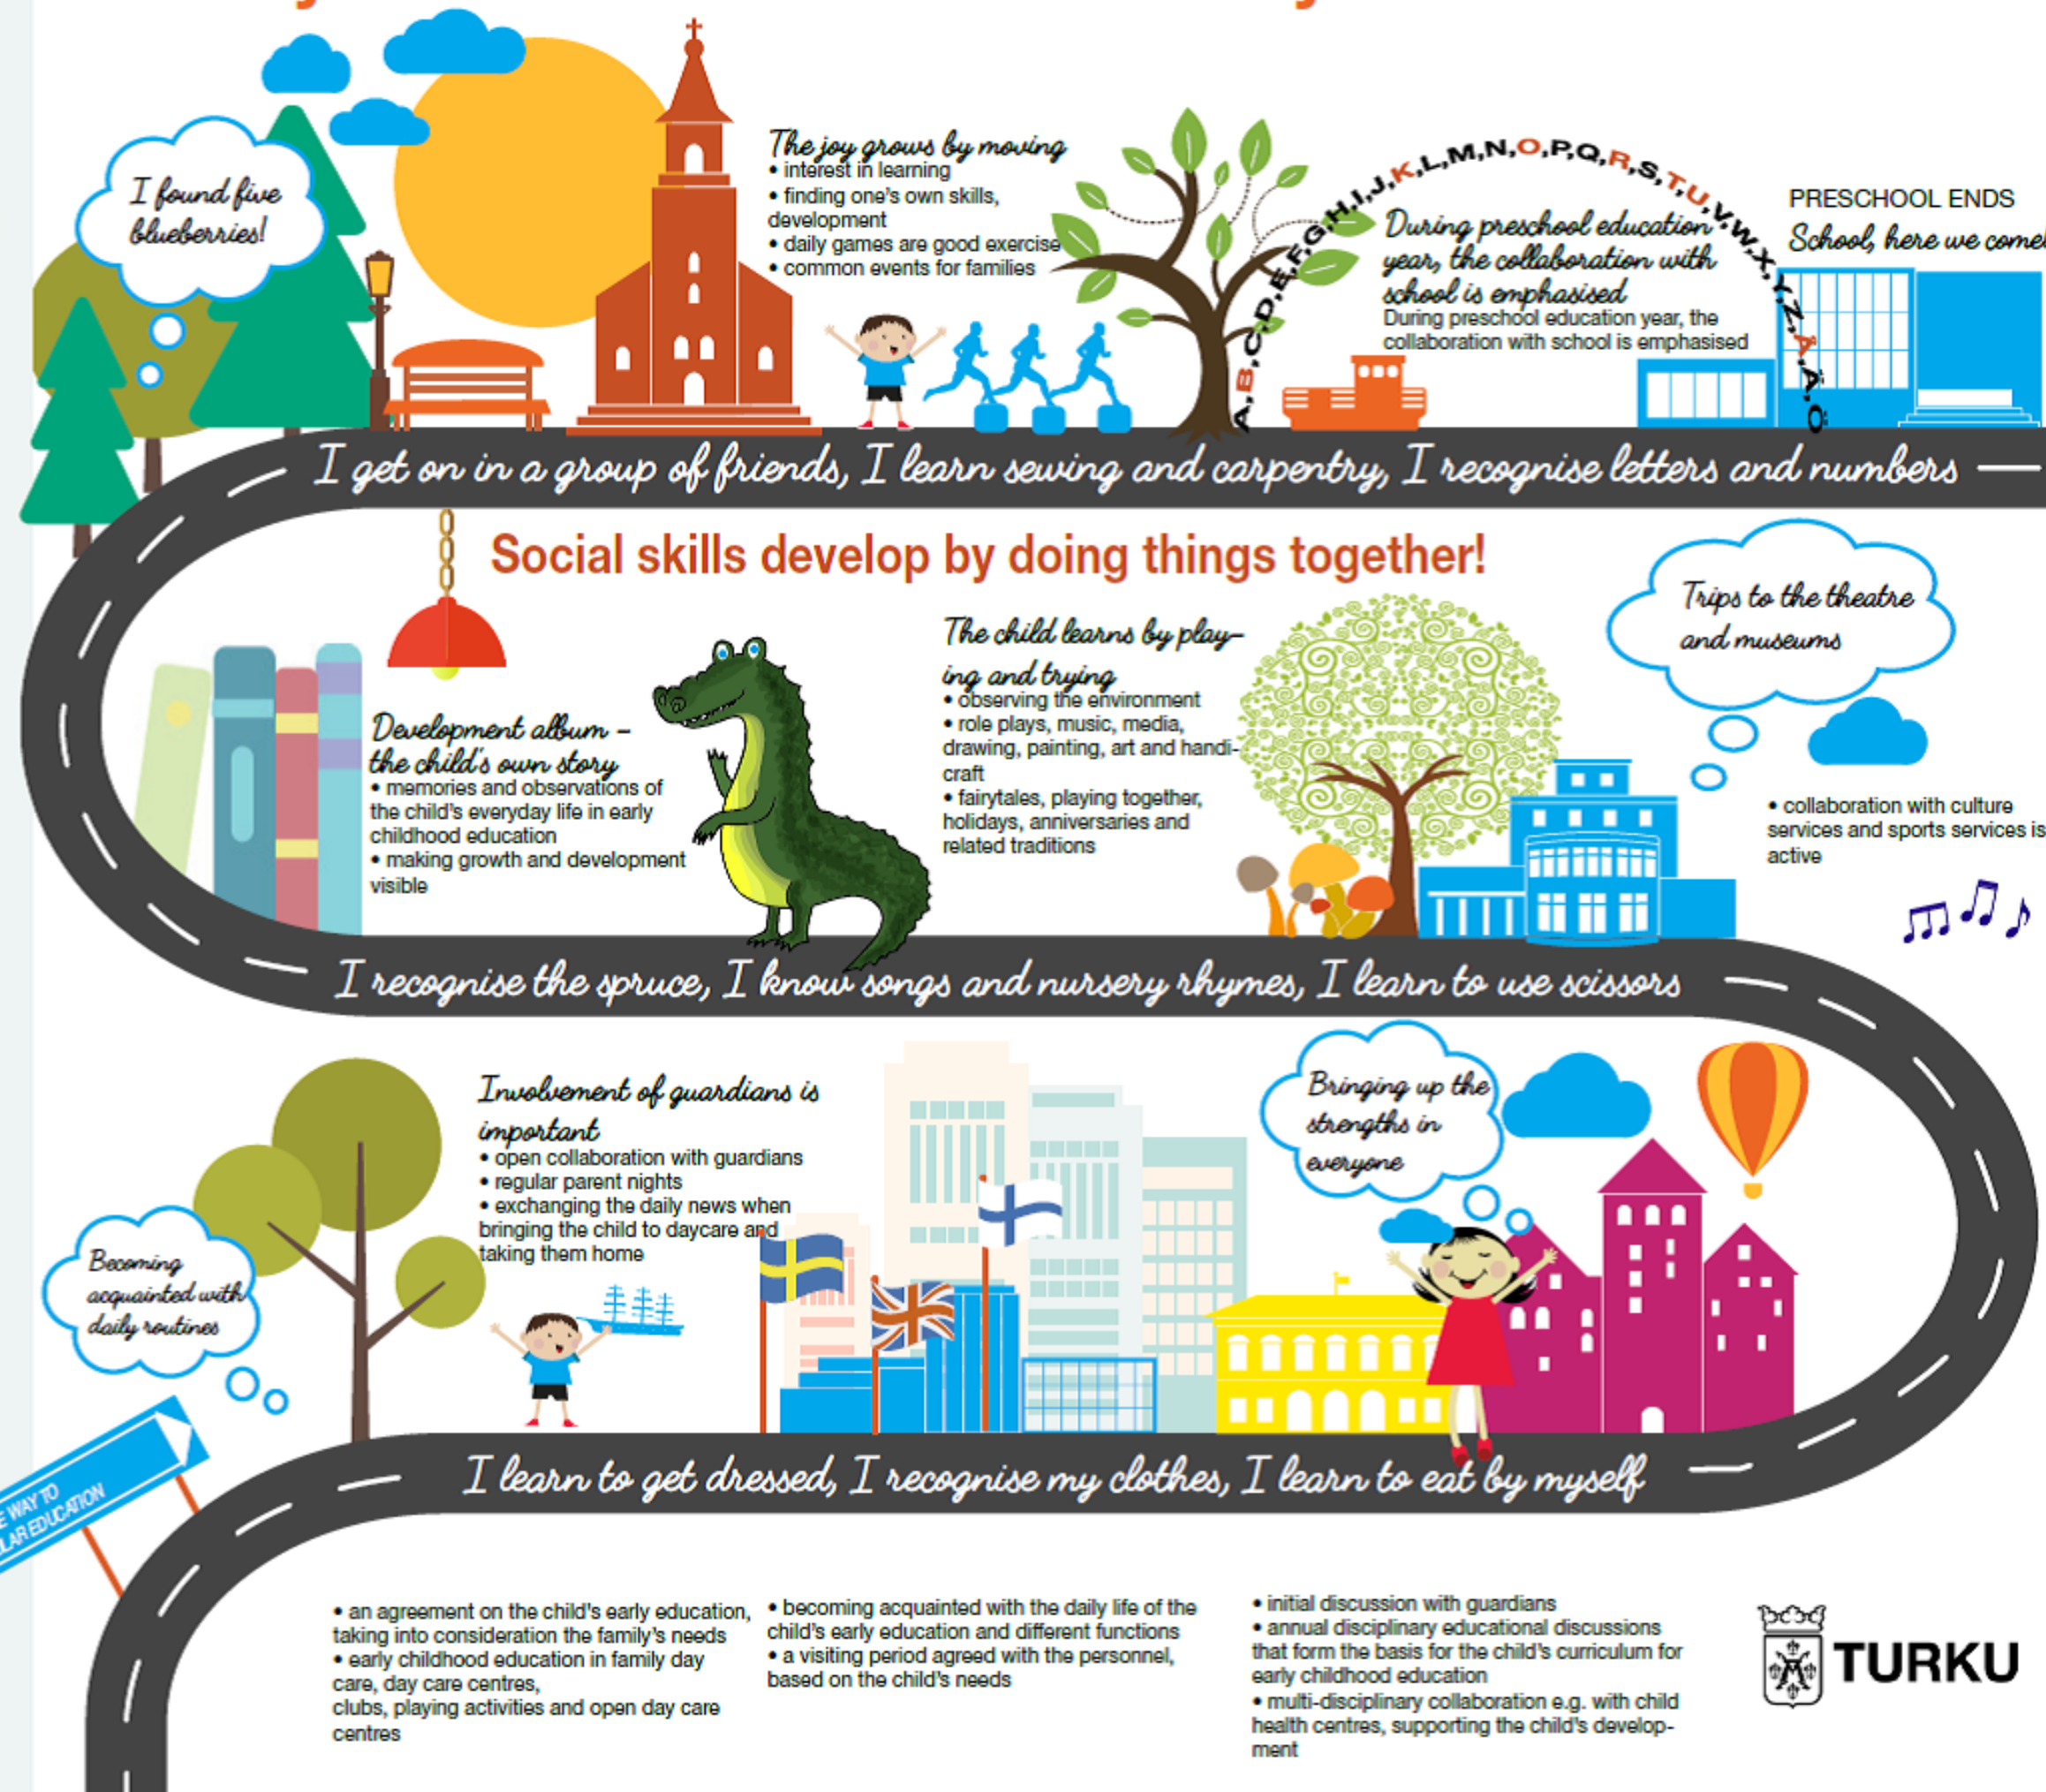 I found five
blueberries!
The joy grows by moving
• interest in learning
• finding one's own skills,
development
• daily games are good exercise
• common events for families
A,B,C,D,E,F,G,H,I,J,K,L,M,N,O,P,Q,R,S,T,U,V,W,X,Y,Z,Å,Ä,Ö
During preschool education
year, the collaboration with
school is emphasised
During preschool education year, the
collaboration with school is emphasised
PRESCHOOL ENDS
School, here we come!
I get on in a group of friends, I learn sewing and carpentry, I recognise letters and numbers
Social skills develop by doing things together!
Development album –
the child's own story
• memories and observations of
the child's everyday life in early
childhood education
• making growth and development
visible
The child learns by play-
ing and trying
• observing the environment
• role plays, music, media,
drawing, painting, art and handi-
craft
• fairytales, playing together,
holidays, anniversaries and
related traditions
Trips to the theatre
and museums
• collaboration with culture
services and sports services is
active
I recognise the spruce, I know songs and nursery rhymes, I learn to use scissors
Becoming
acquainted with
daily routines
Involvement of guardians is
important
• open collaboration with guardians
• regular parent nights
• exchanging the daily news when
bringing the child to daycare and
taking them home
Bringing up the
strengths in
everyone
WAY TO
EDUCATION
I learn to get dressed, I recognise my clothes, I learn to eat by myself
• an agreement on the child's early education,
taking into consideration the family's needs
• early childhood education in family day
care, day care centres,
clubs, playing activities and open day care
centres
• becoming acquainted with the daily life of the
child's early education and different functions
• a visiting period agreed with the personnel,
based on the child's needs
• initial discussion with guardians
• annual disciplinary educational discussions
that form the basis for the child's curriculum for
early childhood education
• multi-disciplinary collaboration e.g. with child
health centres, supporting the child's develop-
ment
TURKU